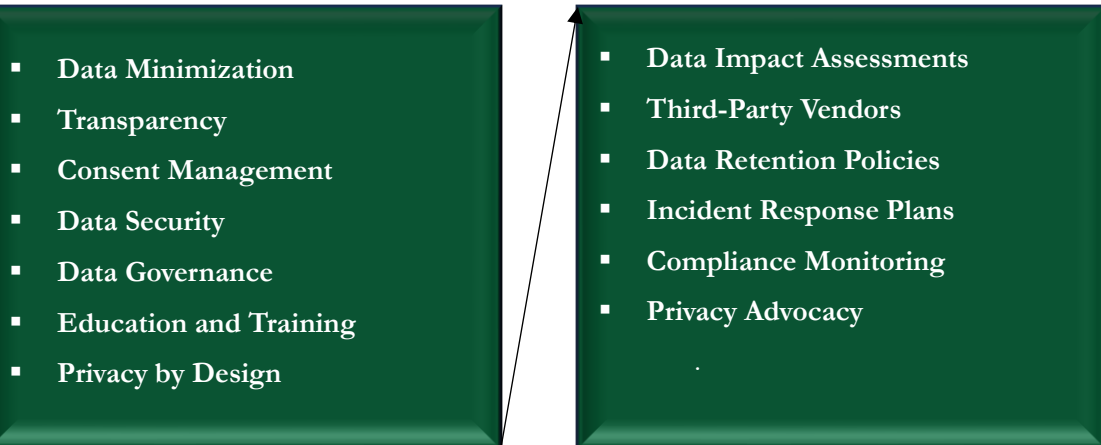 ▪ Data Minimization
▪ Transparency
▪ Consent Management
▪ Data Security
▪ Data Governance
▪ Education and Training
▪ Privacy by Design
▪ Data Impact Assessments
▪ Third-Party Vendors
▪ Data Retention Policies
▪ Incident Response Plans
▪ Compliance Monitoring
▪ Privacy Advocacy
.